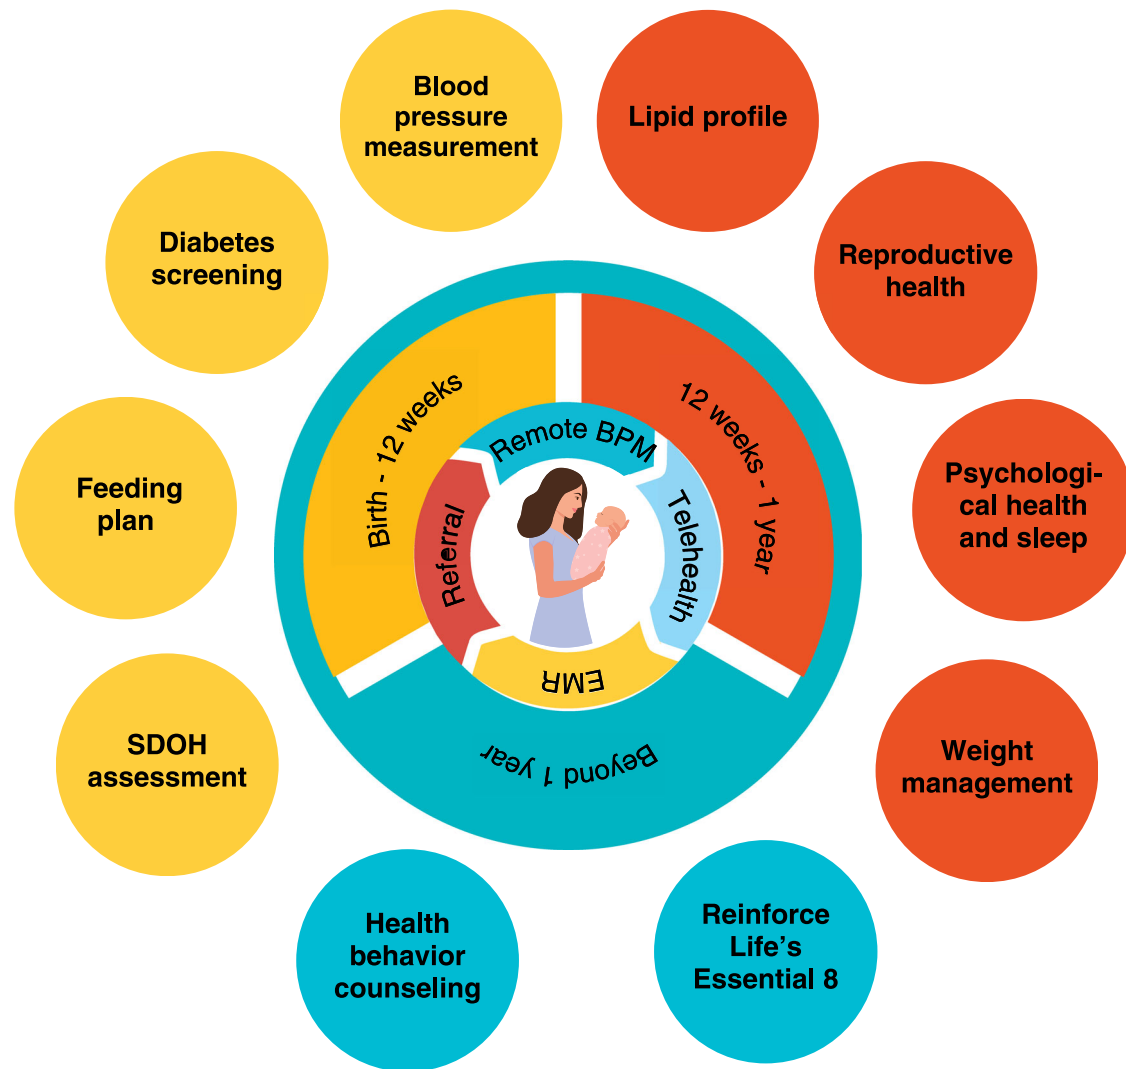 Blood
pressure
measurement
Lipid profile
Diabetes
screening
Reproductive
health
Feeding
plan
Psychologi-
cal health
and sleep
SDOH
assessment
Weight
management
Health
behavior
counseling
Reinforce
Life's
Essential 8
Birth - 12 weeks
12 weeks - 1 year
Beyond 1 year
Remote BPM
Telehealth
EMR
Referral